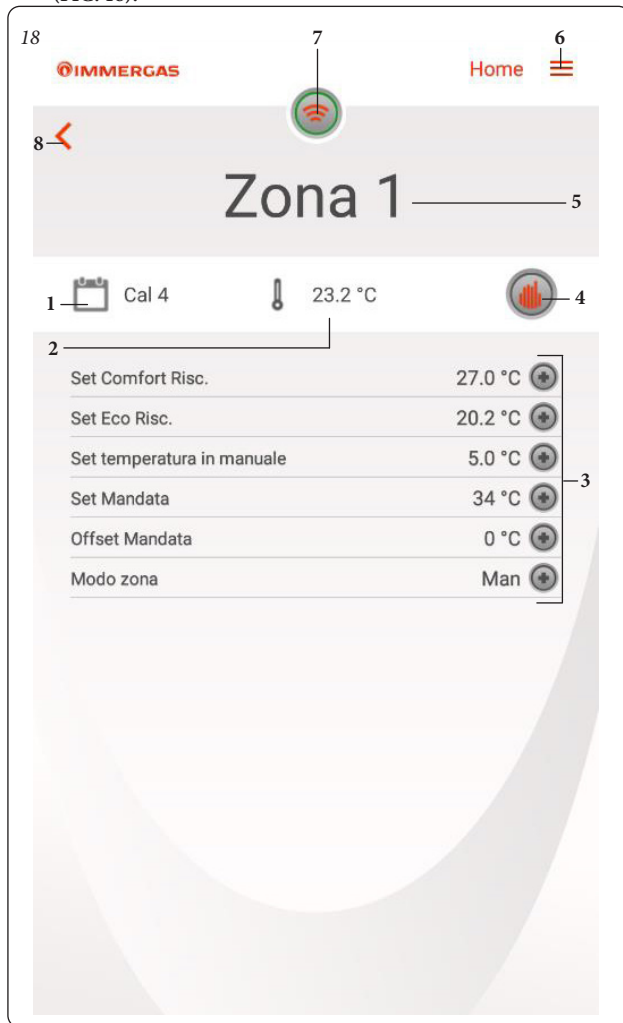 (FIG. 18).
18
7
6
IMMERGAS
Home
8
Zona 1
5
1
Cal 4
23.2 °C
4
2
Set Comfort Risc. 27.0 °C
Set Eco Risc. 20.2 °C
Set temperatura in manuale 5.0 °C
3
Set Mandata 34 °C
Offset Mandata 0 °C
Modo zona Man